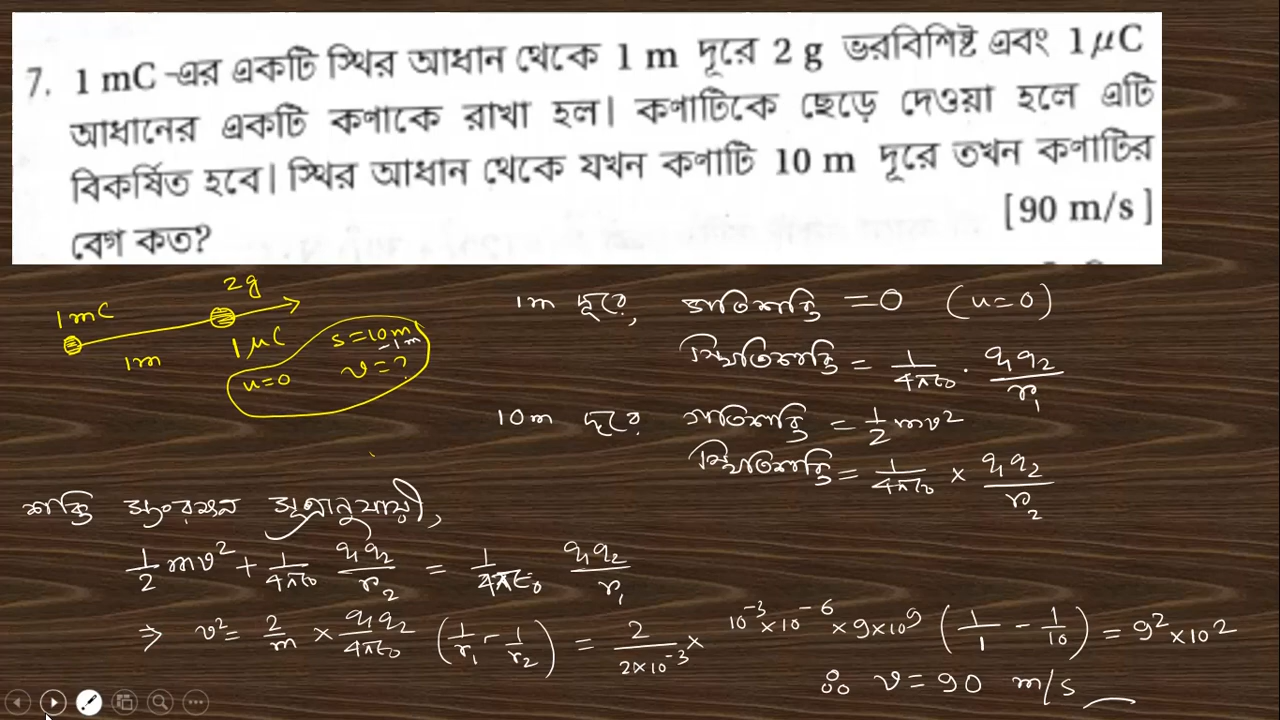 7. 1 mC -এর একটি স্থির আধান থেকে 1 m দূরে 2 g ভরবিশিষ্ট এবং 1 μC
আধানের একটি কণাকে রাখা হল। কণাটিকে ছেড়ে দেওয়া হলে এটি
বিকর্ষিত হবে। স্থির আধান থেকে যখন কণাটি 10 m দূরে তখন কণাটির
বেগ কত? [90 m/s]
2g
1mC
1m
1μC
s=10m
-1m
u=0 v=?
1m দূরে, গতিশক্তি =0 (u=0)
স্থিতিশক্তি = 1/4πε₀ · q₁q₂/r₁
10m দূরে গতিশক্তি = 1/2 mv²
স্থিতিশক্তি = 1/4πε₀ × q₁q₂/r₂
শক্তি সংরক্ষন সূত্রানুযায়ী,
1/2 mv² + 1/4πε₀ q₁q₂/r₂ = 1/4πε₀ q₁q₂/r₁
⇒ v² = 2/m × q₁q₂/4πε₀ (1/r₁ - 1/r₂) = 2/2×10⁻³ × 10⁻³×10⁻⁶×9×10⁹ (1/1 - 1/10) = 9²×10²
∴ v = 90 m/s